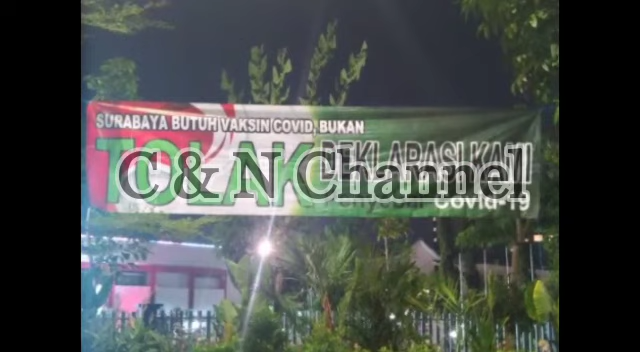 SURABAYA BUTUH VAKSIN COVID, BUKAN
TOLAK DEKLARASI KAMI
Covid-19
C & N Channel